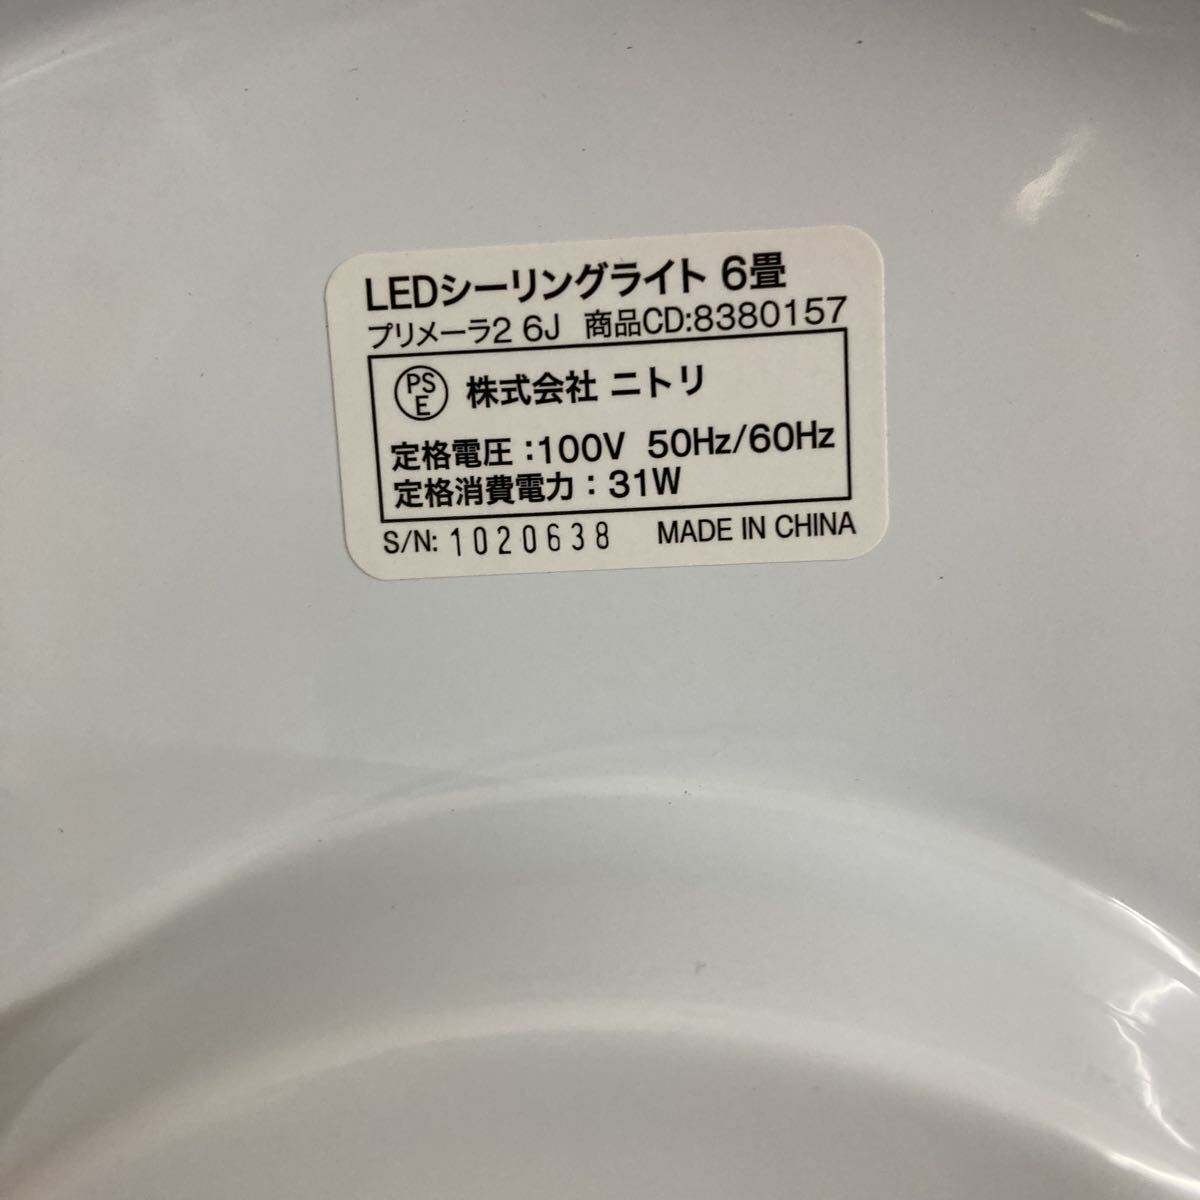 LEDシーリングライト 6畳
プリメーラ2 6J 商品CD:8380157
PSE 株式会社 ニトリ
定格電圧:100V 50Hz/60Hz
定格消費電力:31W
S/N: 1020638 MADE IN CHINA